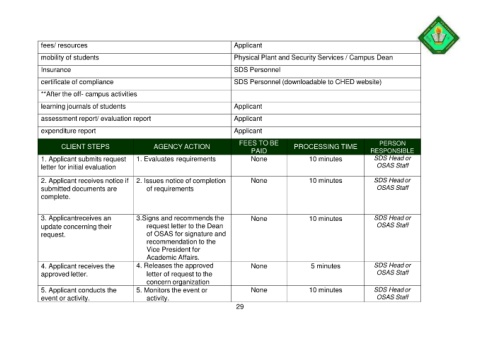 fees/ resources Applicant
mobility of students Physical Plant and Security Services / Campus Dean
Insurance SDS Personnel
certificate of compliance SDS Personnel (downloadable to CHED website)
**After the off- campus activities
learning journals of students Applicant
assessment report/ evaluation report Applicant
expenditure report Applicant
CLIENT STEPS AGENCY ACTION FEES TO BE PAID PROCESSING TIME PERSON RESPONSIBLE
1. Applicant submits request 1. Evaluates requirements None 10 minutes SDS Head or
letter for initial evaluation OSAS Staff
2. Applicant receives notice if 2. Issues notice of completion None 10 minutes SDS Head or
submitted documents are of requirements OSAS Staff
complete.
3. Applicantreceives an 3.Signs and recommends the None 10 minutes SDS Head or
update concerning their request letter to the Dean OSAS Staff
request. of OSAS for signature and
recommendation to the
Vice President for
Academic Affairs.
4. Applicant receives the 4. Releases the approved None 5 minutes SDS Head or
approved letter. letter of request to the OSAS Staff
concern organization
5. Applicant conducts the 5. Monitors the event or None 10 minutes SDS Head or
event or activity. activity. OSAS Staff
29